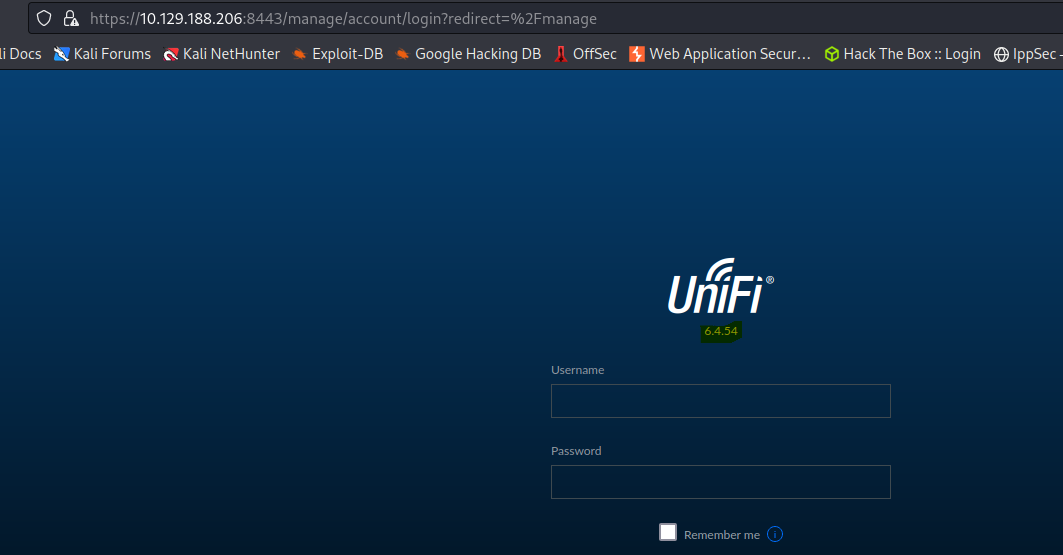 https://10.129.188.206:8443/manage/account/login?redirect=%2Fmanage
li Docs Kali Forums Kali NetHunter Exploit-DB Google Hacking DB OffSec Web Application Secur… Hack The Box :: Login IppSec -
UniFi®
6.4.54
Username
Password
Remember me